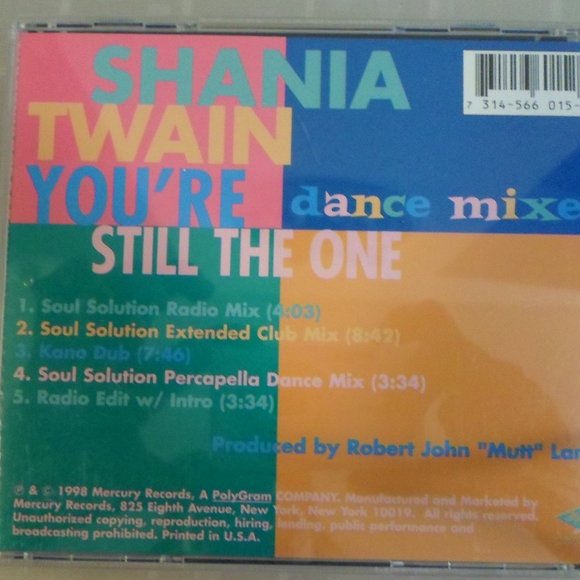 SHANIA
TWAIN
YOU'RE
dance mixe
STILL THE ONE
7 314-566 015-
1. Soul Solution Radio Mix (4:03)
2. Soul Solution Extended Club Mix (8:42)
3. Kano Dub (7:46)
4. Soul Solution Percapella Dance Mix (3:34)
5. Radio Edit w/ Intro (3:34)
Produced by Robert John "Mutt" Lan
℗ & © 1998 Mercury Records, A PolyGram COMPANY. Manufactured and Marketed by
Mercury Records, 825 Eighth Avenue, New York, New York 10019. All rights reserved.
Unauthorized copying, reproduction, hiring, lending, public performance and
broadcasting prohibited. Printed in U.S.A.